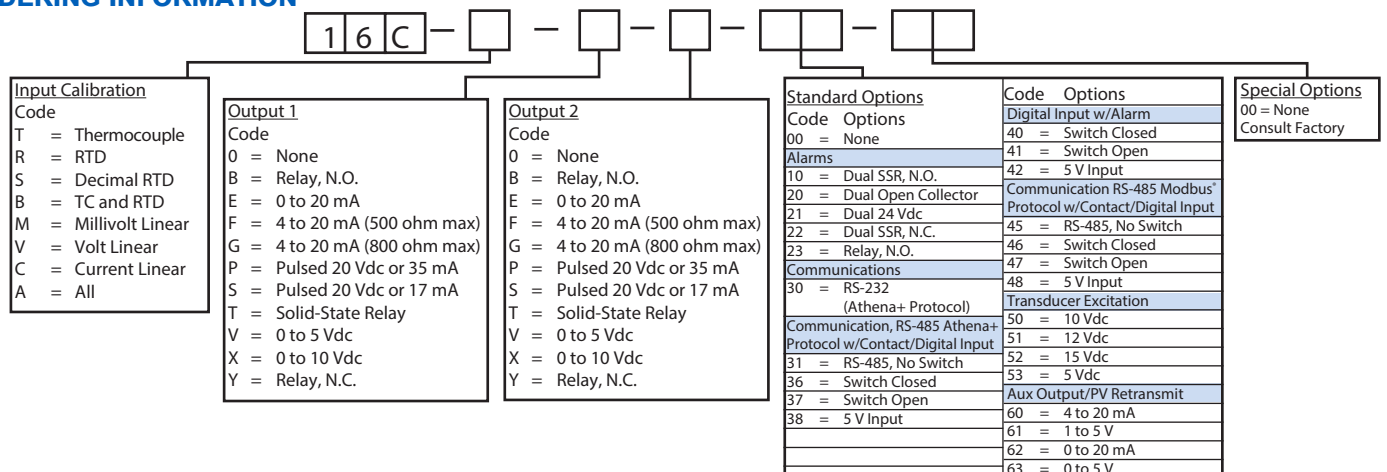 DERING INFORMATION
1 6 C – – – – –
Input Calibration
Code
T = Thermocouple
R = RTD
S = Decimal RTD
B = TC and RTD
M = Millivolt Linear
V = Volt Linear
C = Current Linear
A = All
Output 1
Code
0 = None
B = Relay, N.O.
E = 0 to 20 mA
F = 4 to 20 mA (500 ohm max)
G = 4 to 20 mA (800 ohm max)
P = Pulsed 20 Vdc or 35 mA
S = Pulsed 20 Vdc or 17 mA
T = Solid-State Relay
V = 0 to 5 Vdc
X = 0 to 10 Vdc
Y = Relay, N.C.
Output 2
Code
0 = None
B = Relay, N.O.
E = 0 to 20 mA
F = 4 to 20 mA (500 ohm max)
G = 4 to 20 mA (800 ohm max)
P = Pulsed 20 Vdc or 35 mA
S = Pulsed 20 Vdc or 17 mA
T = Solid-State Relay
V = 0 to 5 Vdc
X = 0 to 10 Vdc
Y = Relay, N.C.
Standard Options
Code Options
00 = None
Alarms
10 = Dual SSR, N.O.
20 = Dual Open Collector
21 = Dual 24 Vdc
22 = Dual SSR, N.C.
23 = Relay, N.O.
Communications
30 = RS-232
(Athena+ Protocol)
Communication, RS-485 Athena+
Protocol w/Contact/Digital Input
31 = RS-485, No Switch
36 = Switch Closed
37 = Switch Open
38 = 5 V Input
Code Options
Digital Input w/Alarm
40 = Switch Closed
41 = Switch Open
42 = 5 V Input
Communication RS-485 Modbus®
Protocol w/Contact/Digital Input
45 = RS-485, No Switch
46 = Switch Closed
47 = Switch Open
48 = 5 V Input
Transducer Excitation
50 = 10 Vdc
51 = 12 Vdc
52 = 15 Vdc
53 = 5 Vdc
Aux Output/PV Retransmit
60 = 4 to 20 mA
61 = 1 to 5 V
62 = 0 to 20 mA
63 = 0 to 5 V
Special Options
00 = None
Consult Factory